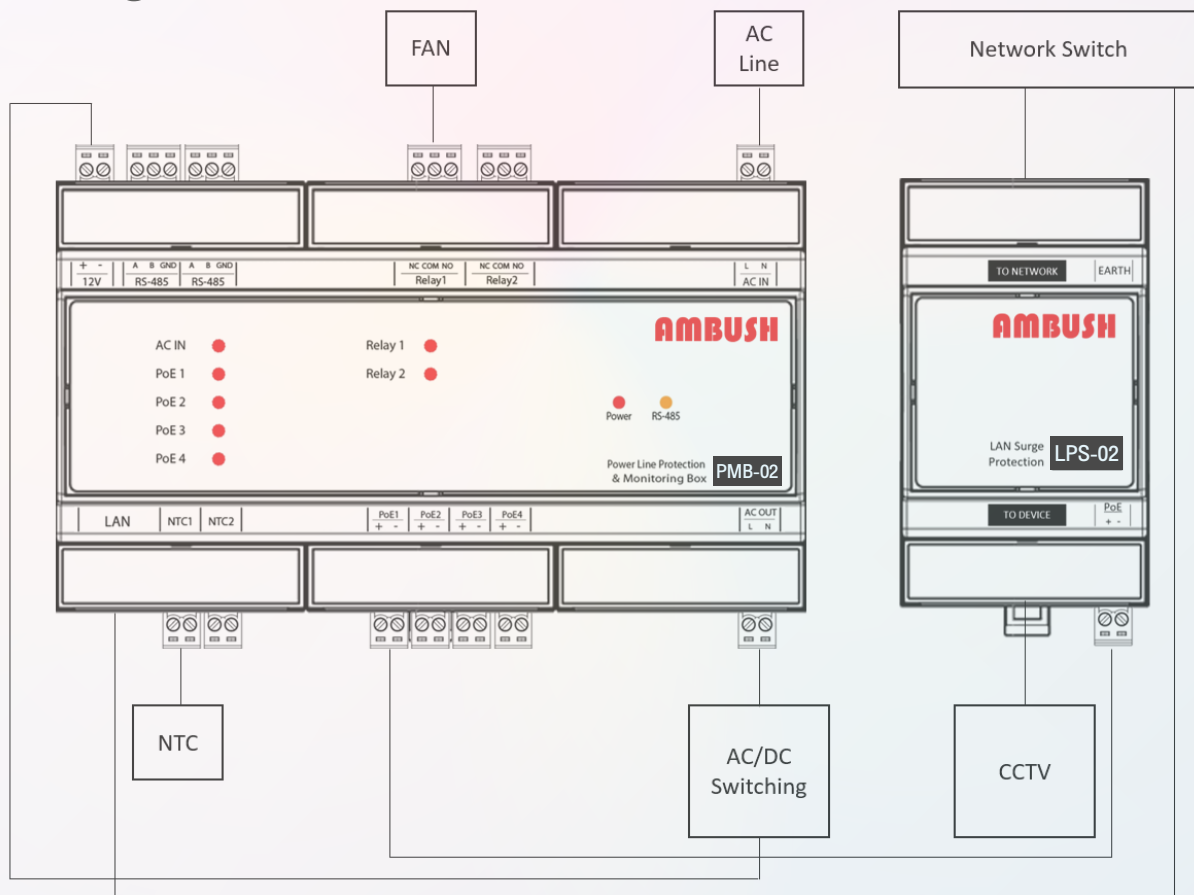 FAN
AC
Line
Network Switch
+ -
12V
A B GND
RS-485
A B GND
RS-485
NC COM NO
Relay1
NC COM NO
Relay2
L N
AC IN
TO NETWORK
EARTH
AMBUSH
AMBUSH
AC IN
Relay 1
PoE 1
Relay 2
PoE 2
PoE 3
PoE 4
Power
RS-485
Power Line Protection
& Monitoring Box
PMB-02
LAN Surge
Protection
LPS-02
LAN
NTC1
NTC2
PoE1
+ -
PoE2
+ -
PoE3
+ -
PoE4
+ -
AC OUT
L N
TO DEVICE
PoE
+ -
NTC
AC/DC
Switching
CCTV